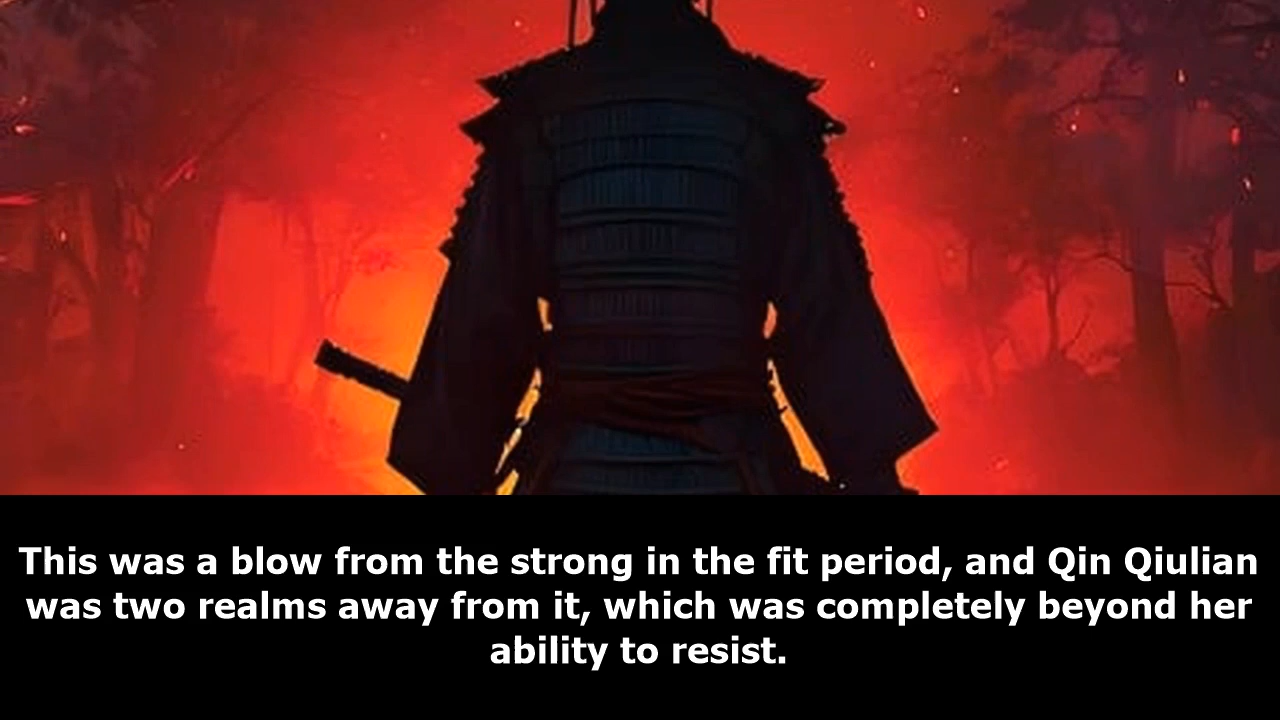 This was a blow from the strong in the fit period, and Qin Qiulian
was two realms away from it, which was completely beyond her
ability to resist.